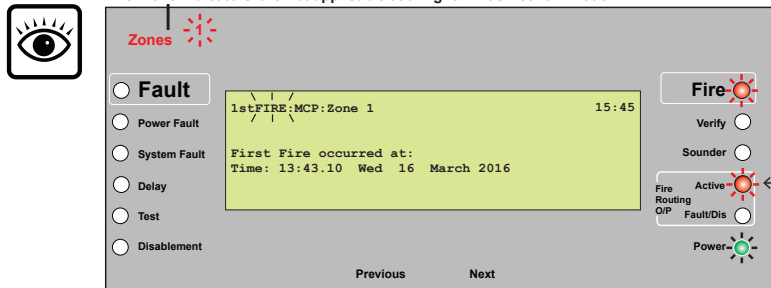 Zones 1
Fault
Power Fault
System Fault
Delay
Test
Disablement
1stFIRE:MCP:Zone 1 15:45
First Fire occurred at:
Time: 13:43.10 Wed 16 March 2016
Fire
Verify
Sounder
Fire Routing O/P
Active
Fault/Dis
Power
Previous Next